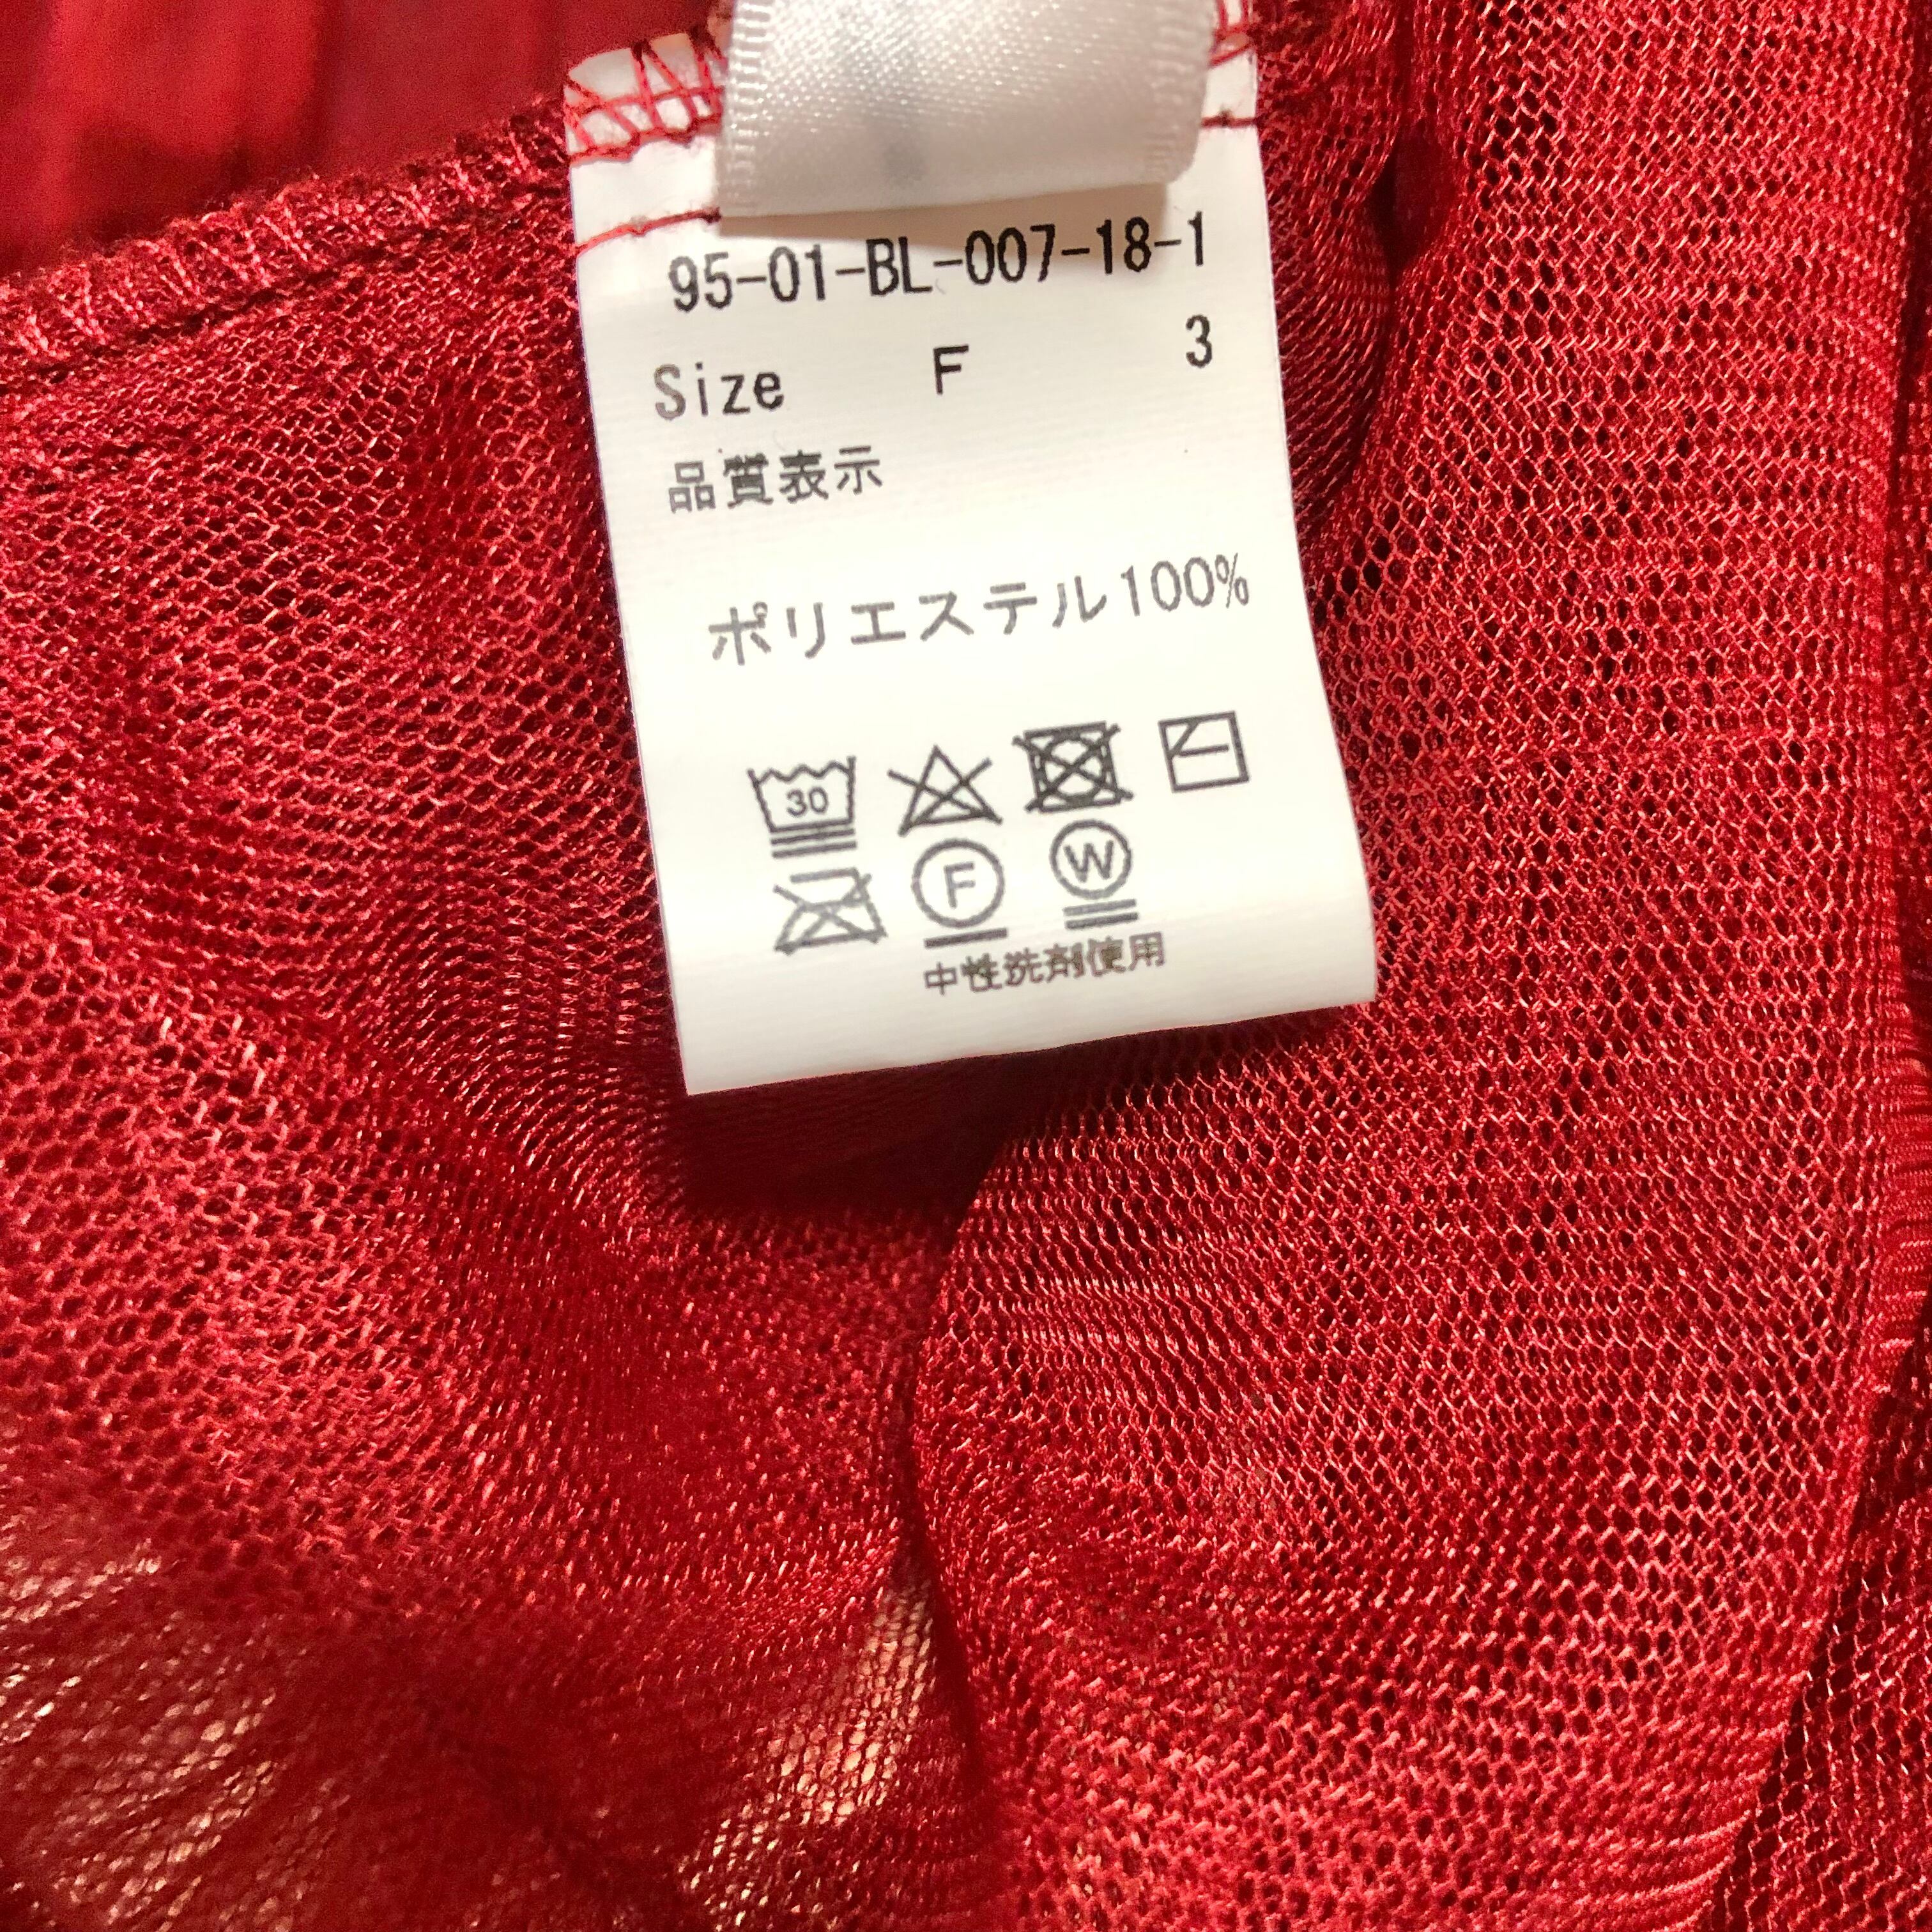 95-01-BL-007-18-1
Size F 3
品質表示
ポリエステル100%
30
F W
中性洗剤使用